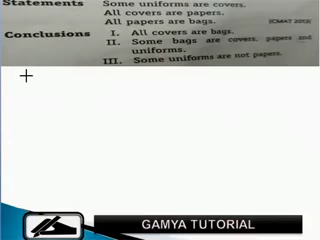 Statements Some uniforms are covers.
All covers are papers.
All papers are bags. (CMAT 2013)
Conclusions I. All covers are bags.
II. Some bags are covers, papers and
uniforms.
III. Some uniforms are not papers.
GAMYA TUTORIAL